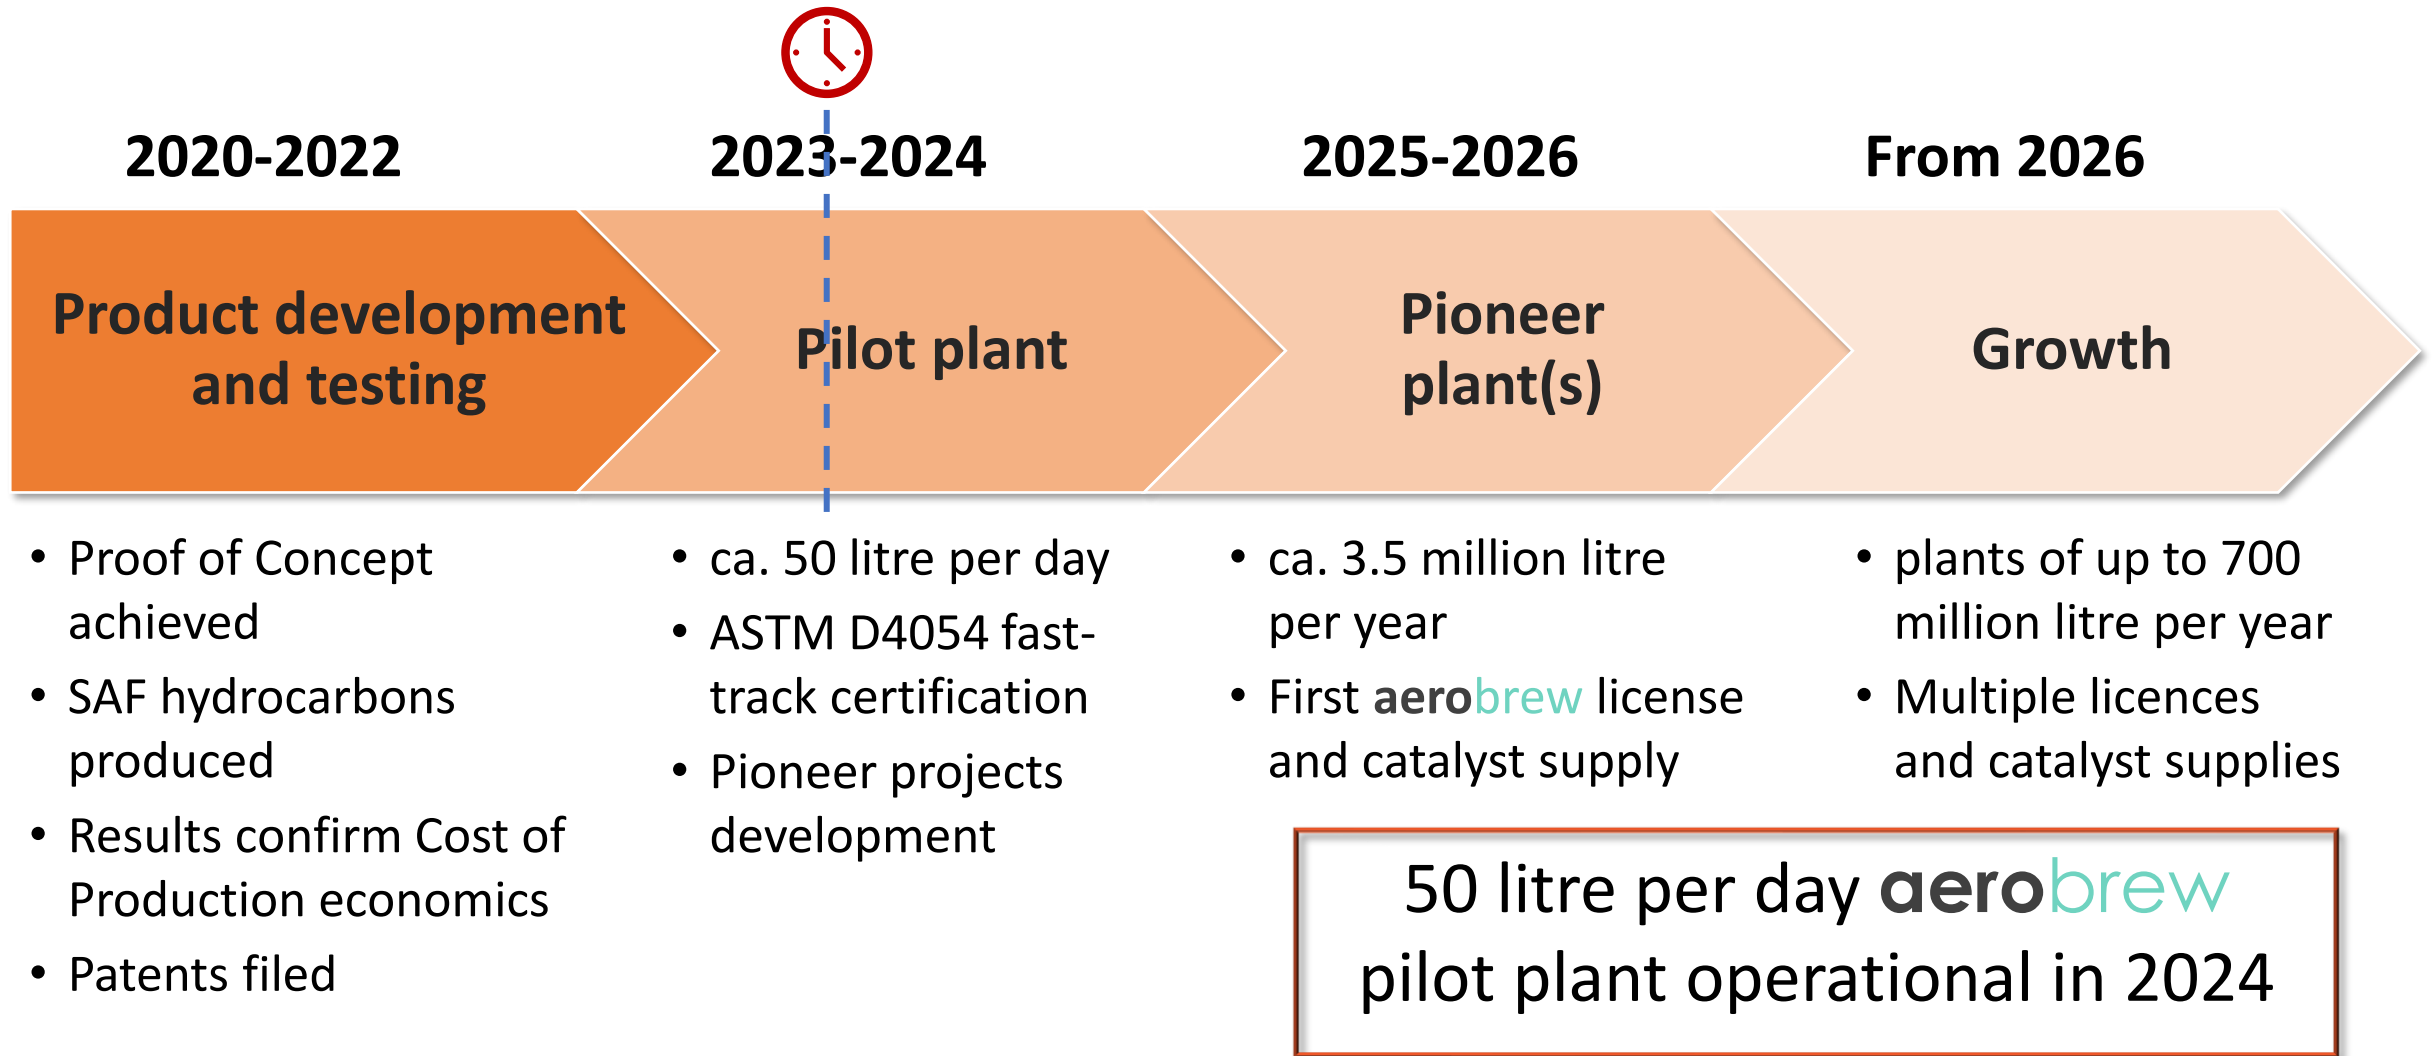 2020-2022
2023-2024
2025-2026
From 2026
Product development
and testing
Pilot plant
Pioneer
plant(s)
Growth
• Proof of Concept
achieved
• SAF hydrocarbons
produced
• Results confirm Cost of
Production economics
• Patents filed
• ca. 50 litre per day
• ASTM D4054 fast-
track certification
• Pioneer projects
development
• ca. 3.5 million litre
per year
• First aerobrew license
and catalyst supply
• plants of up to 700
million litre per year
• Multiple licences
and catalyst supplies
50 litre per day aerobrew
pilot plant operational in 2024